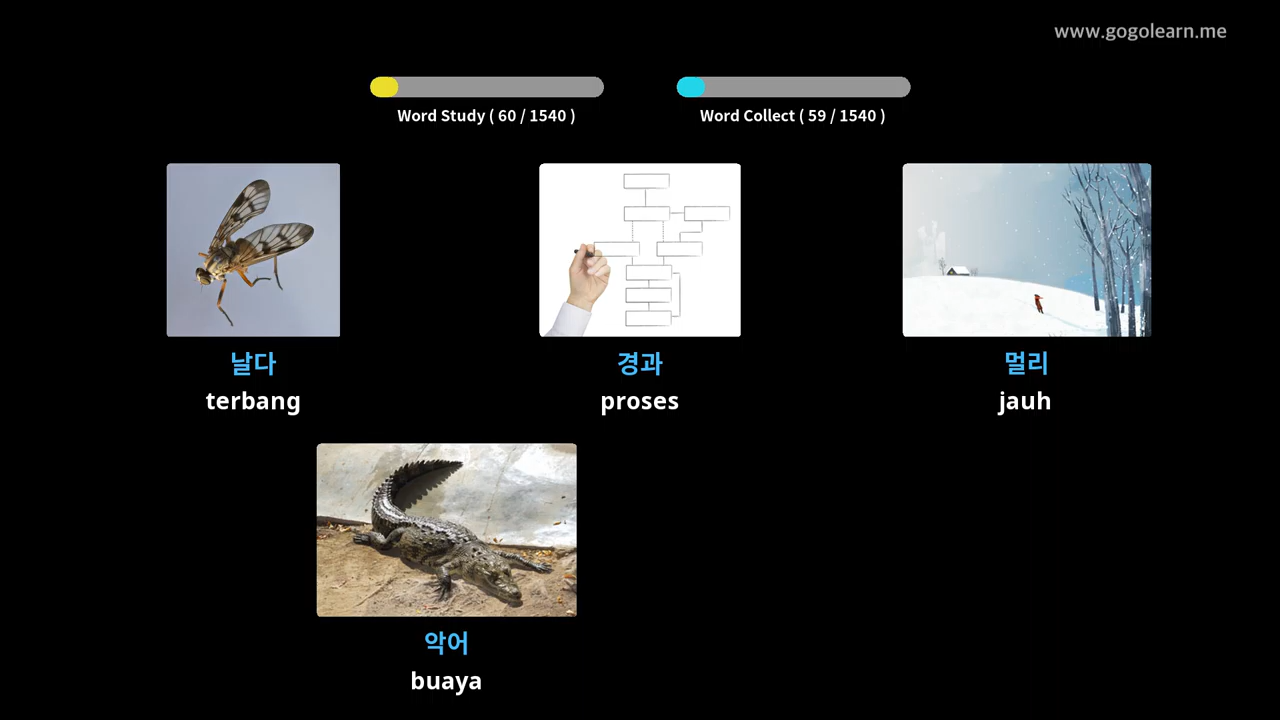 www.gogolearn.me
Word Study ( 60 / 1540 )
Word Collect ( 59 / 1540 )
날다
terbang
경과
proses
멀리
jauh
악어
buaya